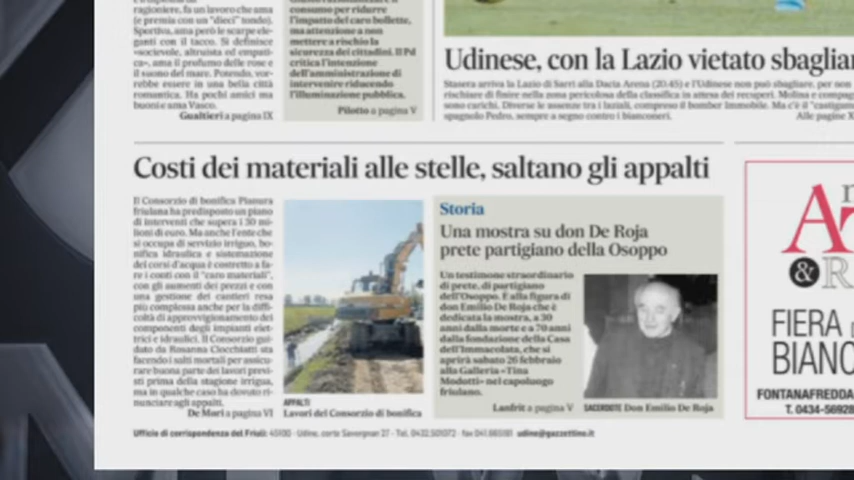 ragioniere, fa un lavoro che ama
(e premia con un "dieci" tondo).
Sportiva, ama però le scarpe ele-
ganti con il tacco. Si definisce
«socievole, altruista ed empati-
ca», ama il profumo delle rose e
il suono del mare. Potendo, vor-
rebbe essere in una bella città
romantica. Ha pochi amici ma
buoni e ama Vasco.
Gualtieri a pagina IX
consumo per ridurre
l'impatto del caro bollette,
ma attenzione a non
mettere a rischio la
sicurezza dei cittadini. Il Pd
critica l'intenzione
dell'amministrazione di
intervenire riducendo
l'illuminazione pubblica.
Pilotto a pagina V
Udinese, con la Lazio vietato sbagliar
Stasera arriva la Lazio di Sarri alla Dacia Arena (20.45) e l'Udinese non può sbagliare, per non
rischiare di finire nella zona pericolosa della classifica in attesa dei recuperi. Molina e compag
sono carichi. Diverse le assenze tra i laziali, compreso il bomber Immobile. Ma c'è il "castigam
spagnolo Pedro, sempre a segno contro i bianconeri.
Alle pagine X
Costi dei materiali alle stelle, saltano gli appalti
Il Consorzio di bonifica Pianura
friulana ha predisposto un piano
di interventi che supera i 30 mi-
lioni di euro. Ma anche l'ente che
si occupa di servizio irriguo, bo-
nifica idraulica e sistemazione
dei corsi d'acqua è costretto a fa-
re i conti con il "caro materiali",
con gli aumenti dei prezzi e con
una gestione dei cantieri resa
più complessa anche per la diffi-
coltà di approvvigionamento dei
componenti degli impianti elet-
trici e idraulici. Il Consorzio gui-
dato da Rosanna Clocchiatti sta
facendo i salti mortali per assicu-
rare buona parte dei lavori previ-
sti prima della stagione irrigua,
ma in qualche caso ha dovuto ri-
nunciare agli appalti.
De Mori a pagina VI
APPALTI
Lavori del Consorzio di bonifica
Storia
Una mostra su don De Roja
prete partigiano della Osoppo
Un testimone straordinario
di prete, di partigiano
dell'Osoppo. È alla figura di
don Emilio De Roja che è
dedicata la mostra, a 30
anni dalla morte e a 70 anni
dalla fondazione della Casa
dell'Immacolata, che si
aprirà sabato 26 febbraio
alla Galleria «Tina
Modotti» nel capoluogo
friulano.
Lanfrit a pagina V
SACERDOTE Don Emilio De Roja
Ufficio di corrispondenza del Friuli: 33100 - Udine, corte Savorgnan 27 - Tel.
udine@gazzettino.it
&
FIERA
BIANC
FONTANAFREDDA
T. 0434-56928